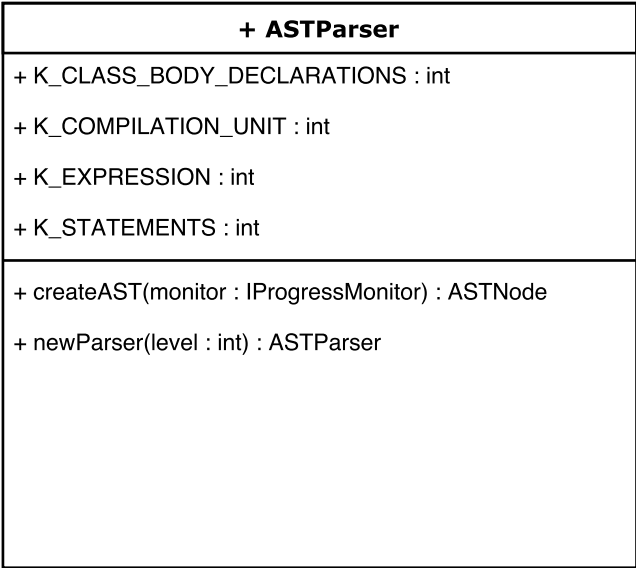 + ASTParser
+ K_CLASS_BODY_DECLARATIONS : int
+ K_COMPILATION_UNIT : int
+ K_EXPRESSION : int
+ K_STATEMENTS : int
+ createAST(monitor : IProgressMonitor) : ASTNode
+ newParser(level : int) : ASTParser